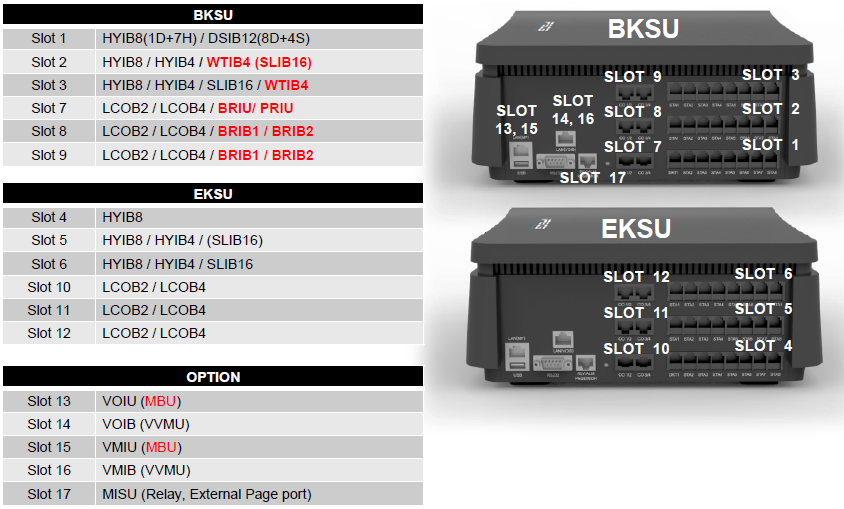 BKSU
Slot 1 HYIB8(1D+7H) / DSIB12(8D+4S)
Slot 2 HYIB8 / HYIB4 / WTIB4 (SLIB16)
Slot 3 HYIB8 / HYIB4 / SLIB16 / WTIB4
Slot 7 LCOB2 / LCOB4 / BRIU/ PRIU
Slot 8 LCOB2 / LCOB4 / BRIB1 / BRIB2
Slot 9 LCOB2 / LCOB4 / BRIB1 / BRIB2
EKSU
Slot 4 HYIB8
Slot 5 HYIB8 / HYIB4 / (SLIB16)
Slot 6 HYIB8 / HYIB4 / SLIB16
Slot 10 LCOB2 / LCOB4
Slot 11 LCOB2 / LCOB4
Slot 12 LCOB2 / LCOB4
OPTION
Slot 13 VOIU (MBU)
Slot 14 VOIB (VVMU)
Slot 15 VMIU (MBU)
Slot 16 VMIB (VVMU)
Slot 17 MISU (Relay, External Page port)
BKSU
SLOT 9
SLOT 3
SLOT 13, 15
SLOT 14, 16
SLOT 8
SLOT 2
SLOT 7
SLOT 1
SLOT 17
EKSU
SLOT 12
SLOT 6
SLOT 11
SLOT 5
SLOT 10
SLOT 4